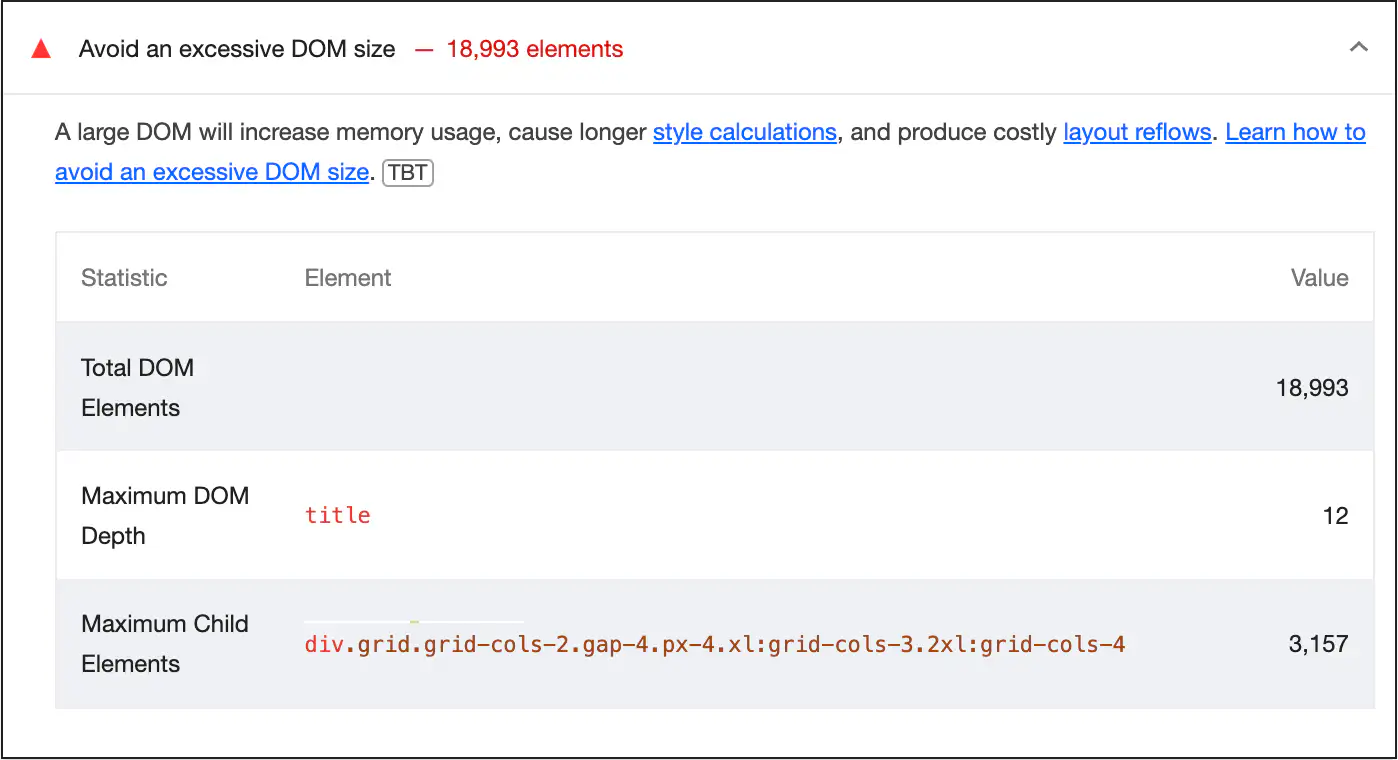 Avoid an excessive DOM size — 18,993 elements
A large DOM will increase memory usage, cause longer style calculations, and produce costly layout reflows. Learn how to
avoid an excessive DOM size. TBT
Statistic Element Value
Total DOM
Elements
18,993
Maximum DOM
Depth
title
12
Maximum Child
Elements
div.grid.grid-cols-2.gap-4.px-4.xl:grid-cols-3.2xl:grid-cols-4
3,157